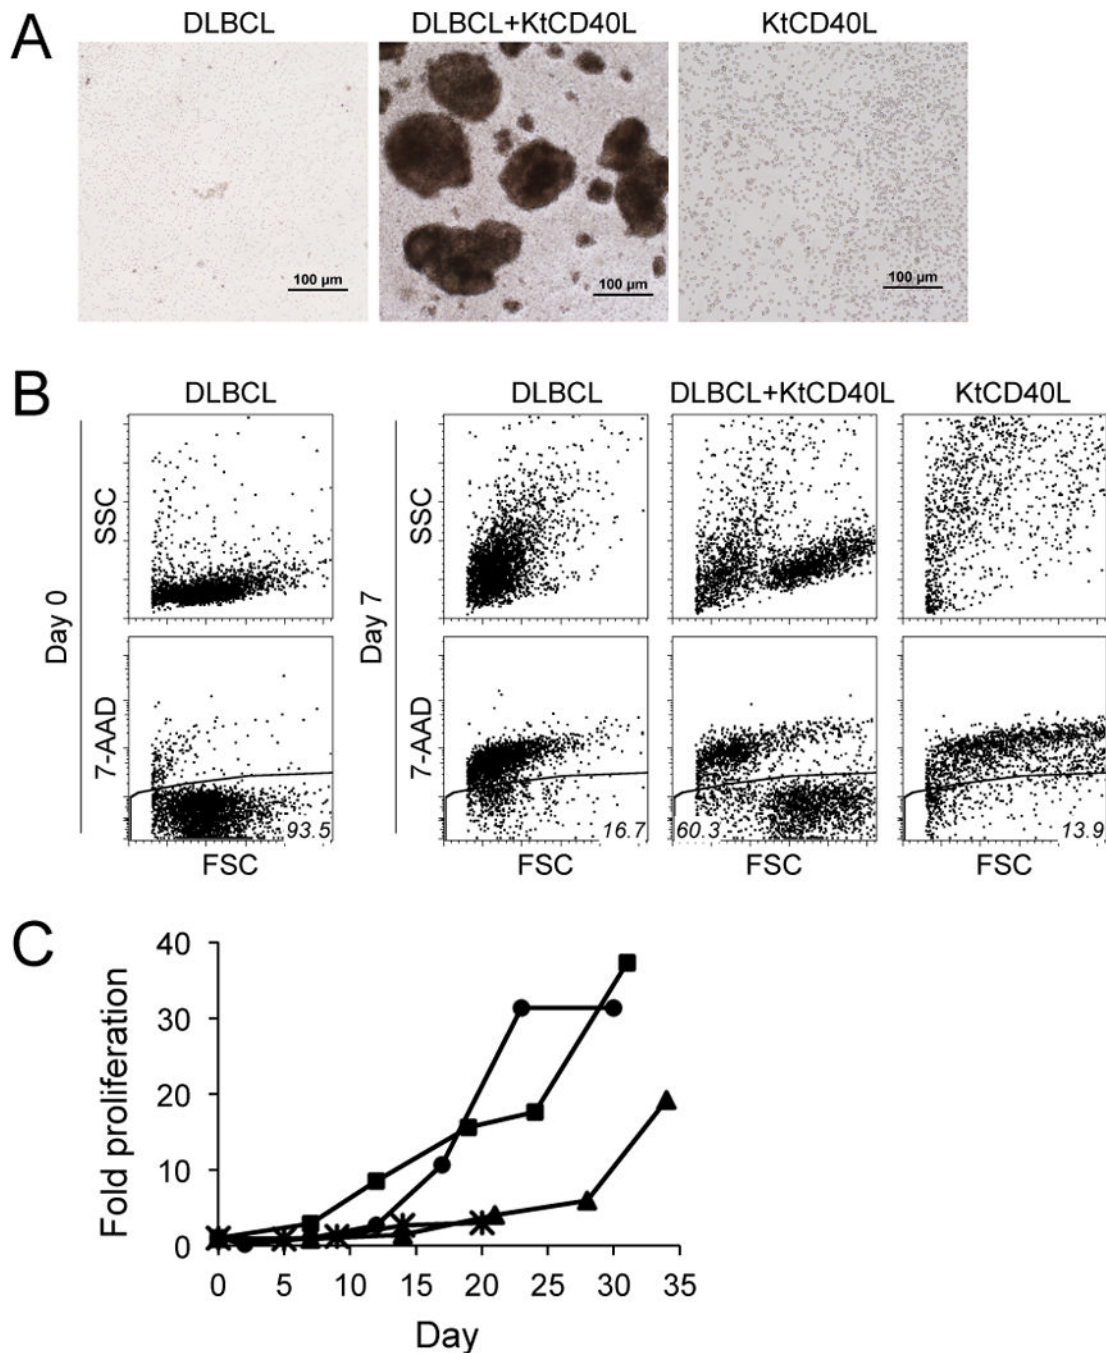 A
DLBCL DLBCL+KtCD40L KtCD40L
100 µm 100 µm 100 µm
B
DLBCL DLBCL DLBCL+KtCD40L KtCD40L
Day 0 SSC Day 7 SSC
7-AAD 93.5 7-AAD 16.7 60.3 13.9
FSC FSC FSC FSC
C
Fold proliferation
40
30
20
10
0
0 5 10 15 20 25 30 35
Day